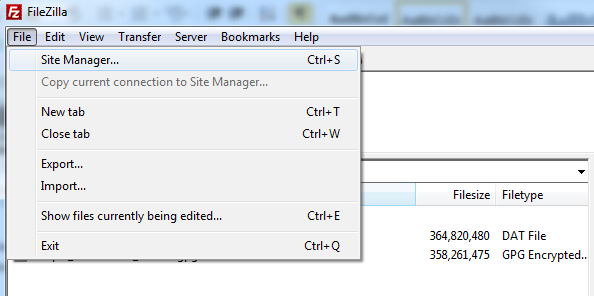 FileZilla
File Edit View Transfer Server Bookmarks Help
Site Manager... Ctrl+S
Copy current connection to Site Manager...
New tab Ctrl+T
Close tab Ctrl+W
Export...
Import...
Filesize Filetype
Show files currently being edited... Ctrl+E
364,820,480 DAT File
Exit Ctrl+Q
358,261,475 GPG Encrypted...